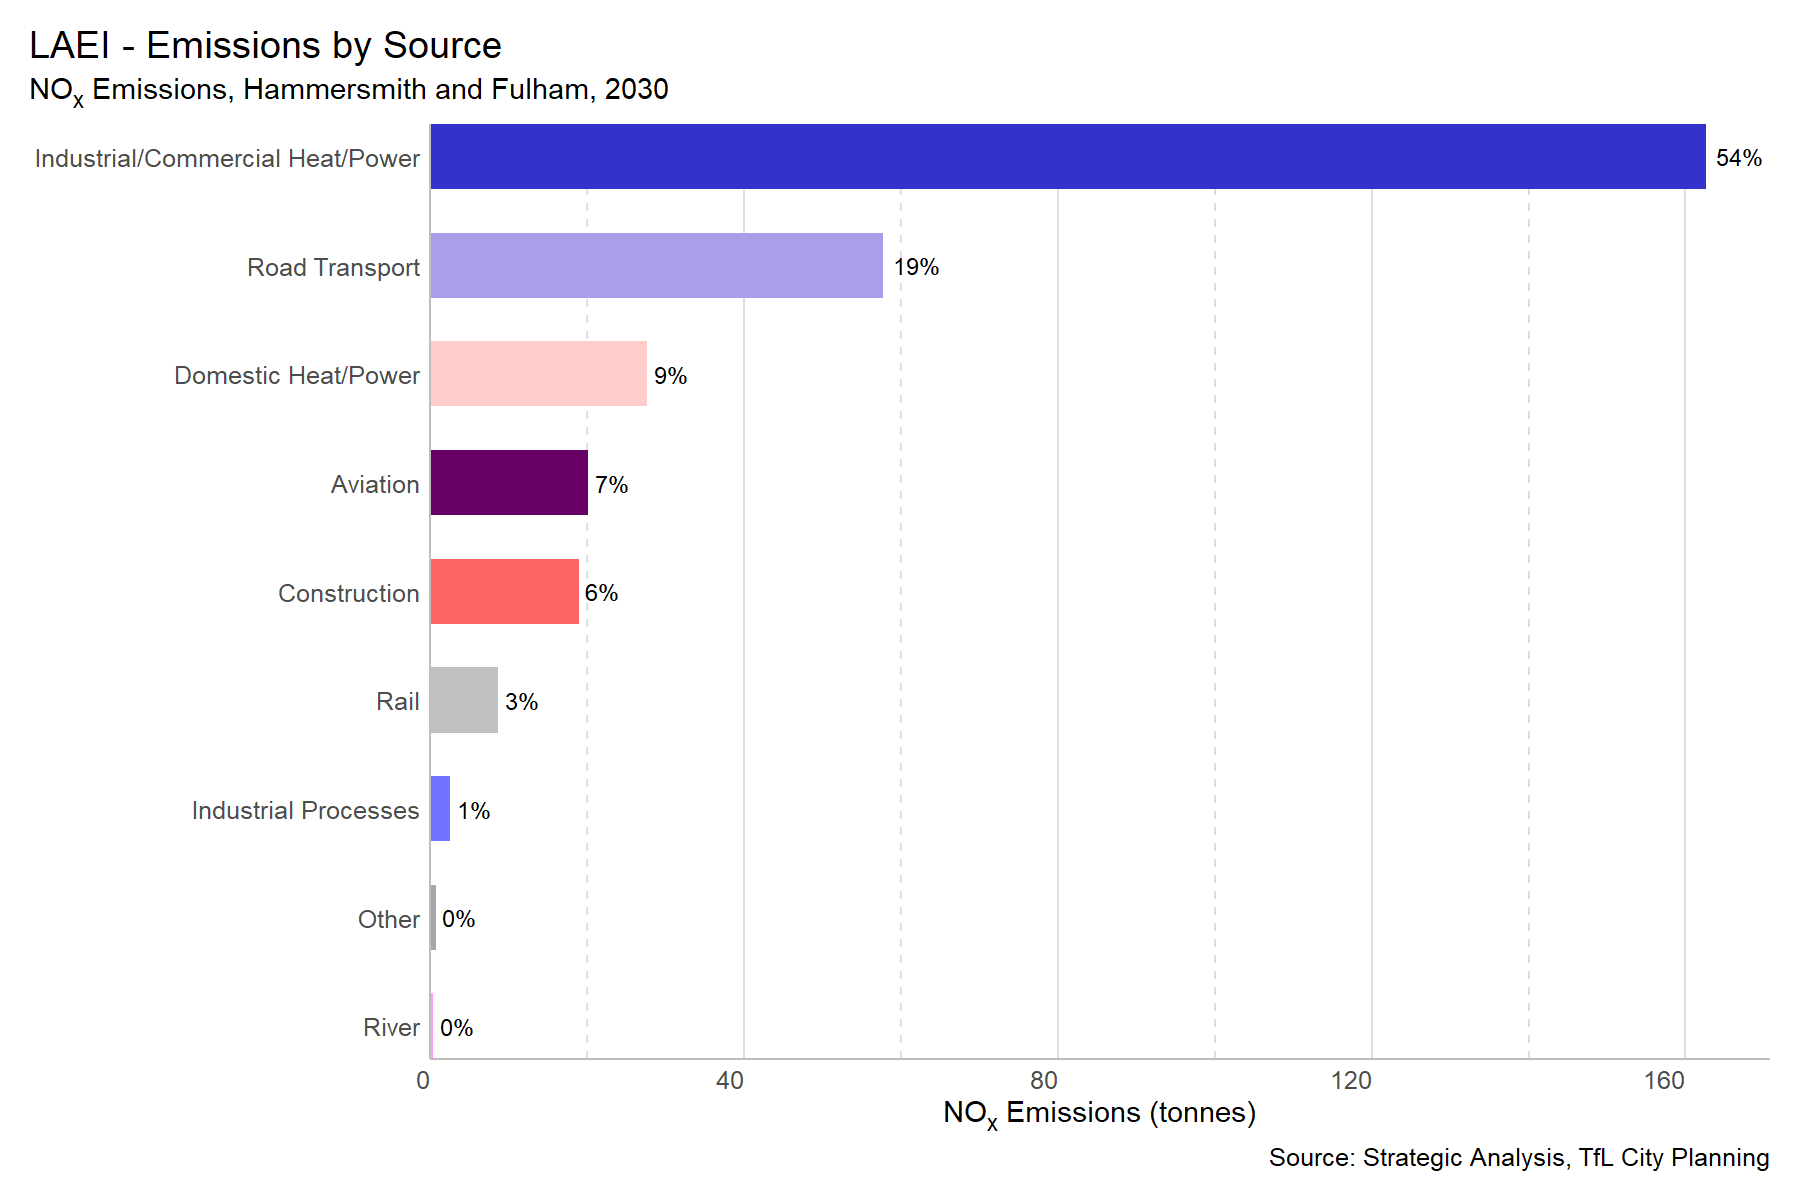 LAEI - Emissions by Source
NOx Emissions, Hammersmith and Fulham, 2030
Industrial/Commercial Heat/Power 54%
Road Transport 19%
Domestic Heat/Power 9%
Aviation 7%
Construction 6%
Rail 3%
Industrial Processes 1%
Other 0%
River 0%
0 40 80 120 160
NOx Emissions (tonnes)
Source: Strategic Analysis, TfL City Planning